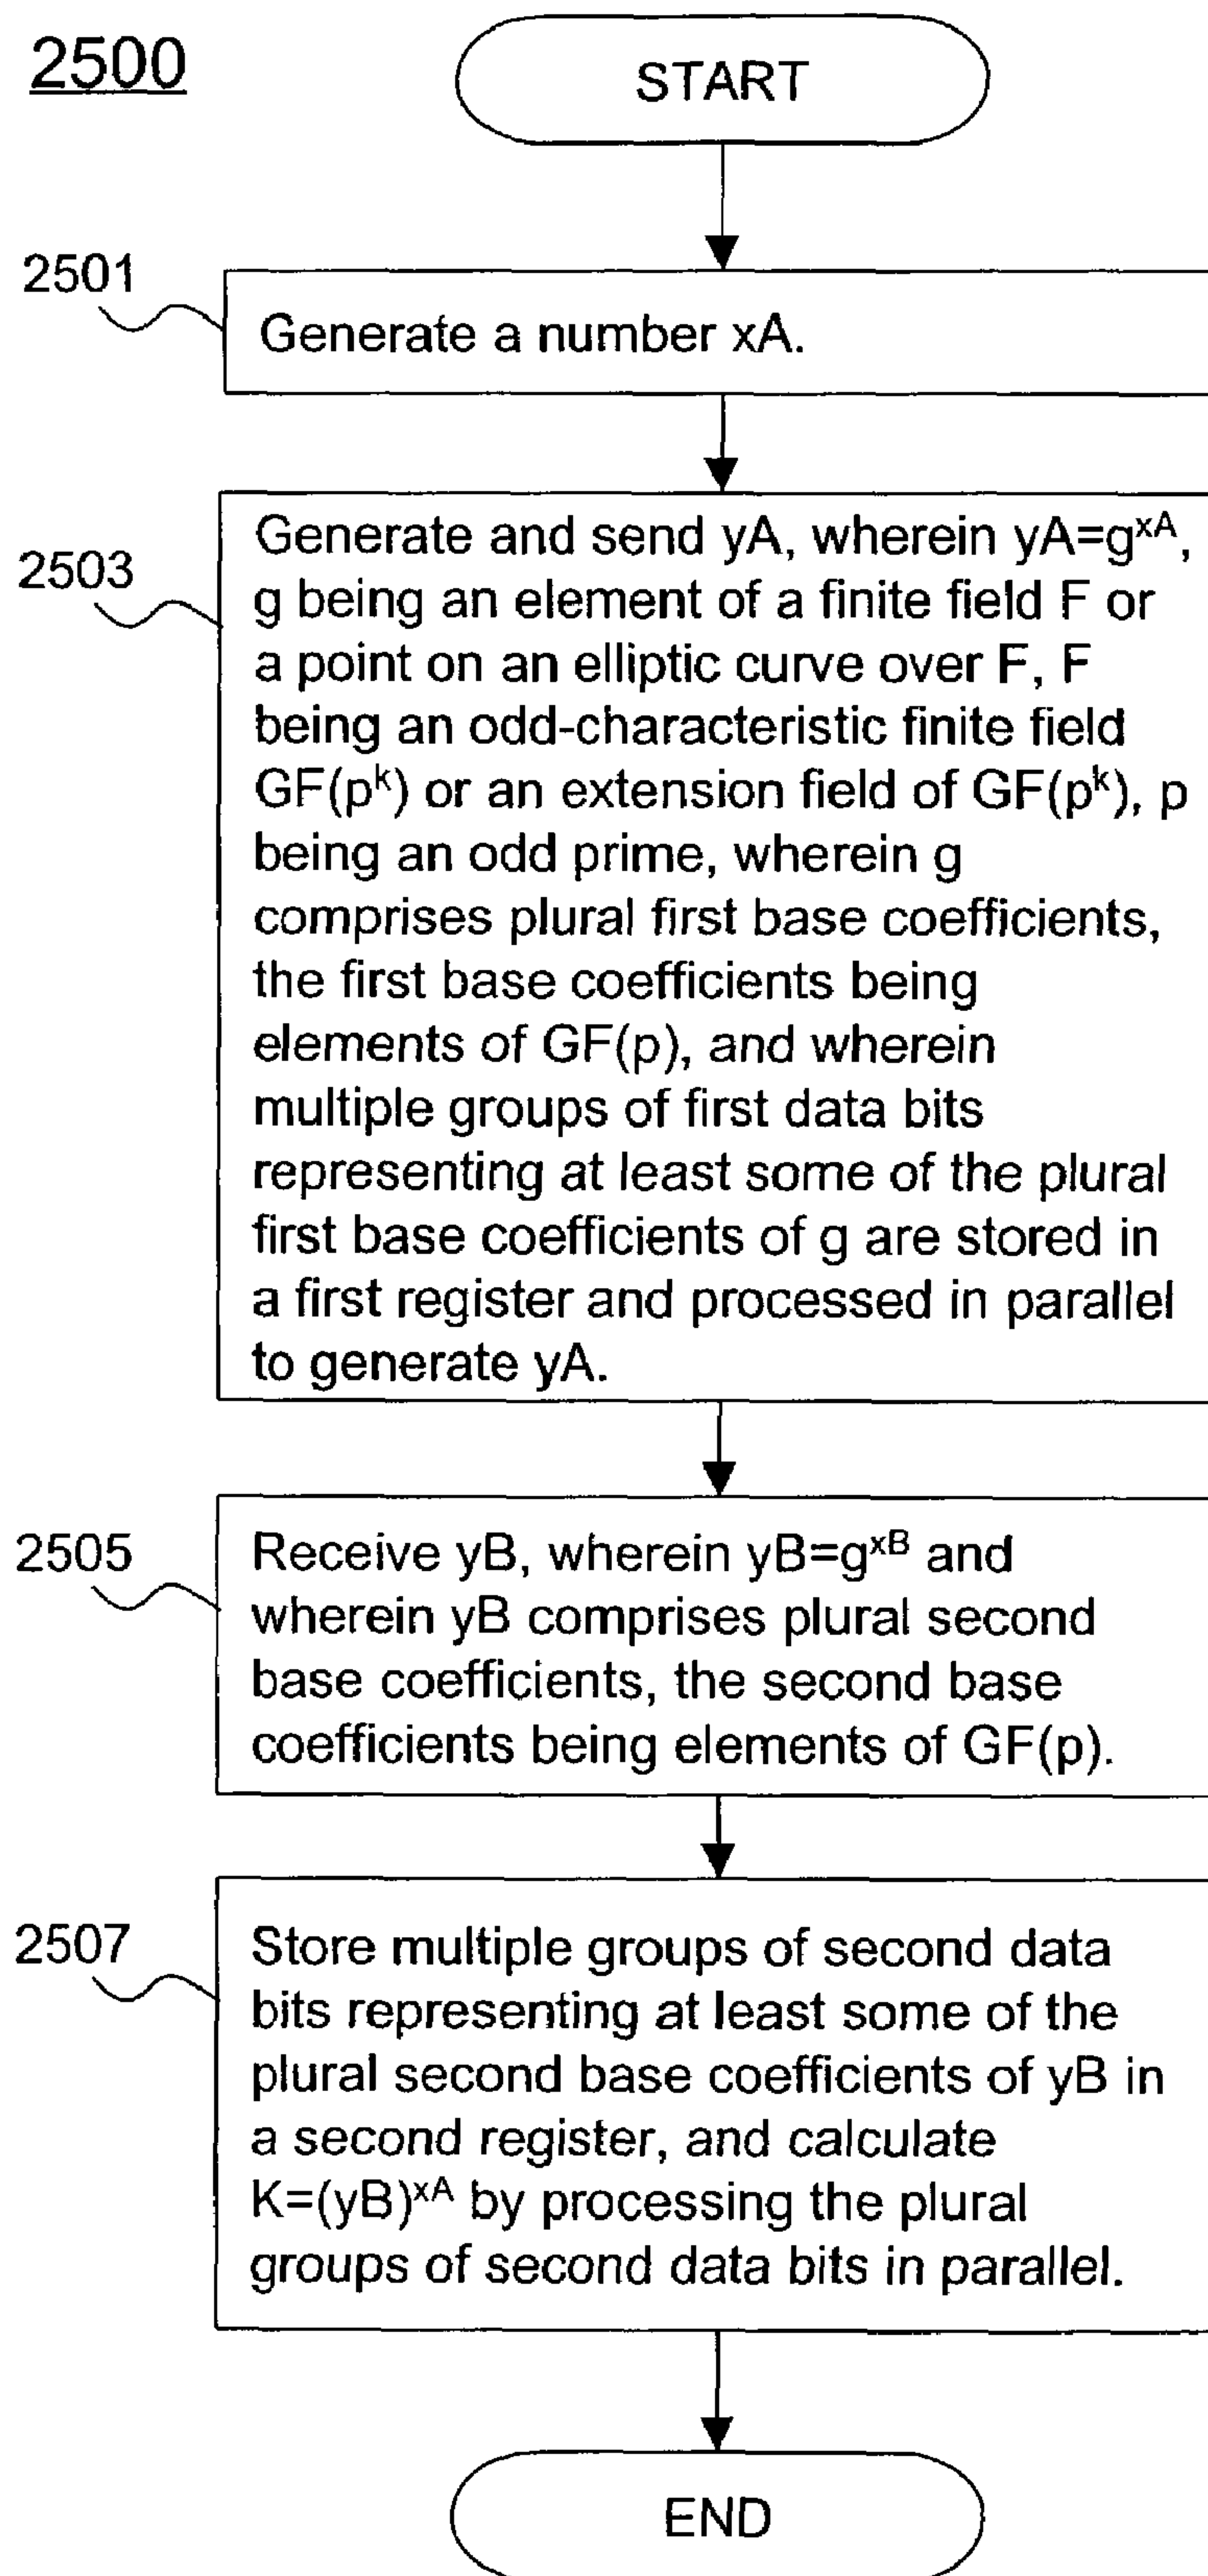 2500
START
2501
Generate a number xA.
2503
Generate and send yA, wherein yA=g^xA,
g being an element of a finite field F or
a point on an elliptic curve over F, F
being an odd-characteristic finite field
GF(p^k) or an extension field of GF(p^k), p
being an odd prime, wherein g
comprises plural first base coefficients,
the first base coefficients being
elements of GF(p), and wherein
multiple groups of first data bits
representing at least some of the plural
first base coefficients of g are stored in
a first register and processed in parallel
to generate yA.
2505
Receive yB, wherein yB=g^xB and
wherein yB comprises plural second
base coefficients, the second base
coefficients being elements of GF(p).
2507
Store multiple groups of second data
bits representing at least some of the
plural second base coefficients of yB in
a second register, and calculate
K=(yB)^xA by processing the plural
groups of second data bits in parallel.
END